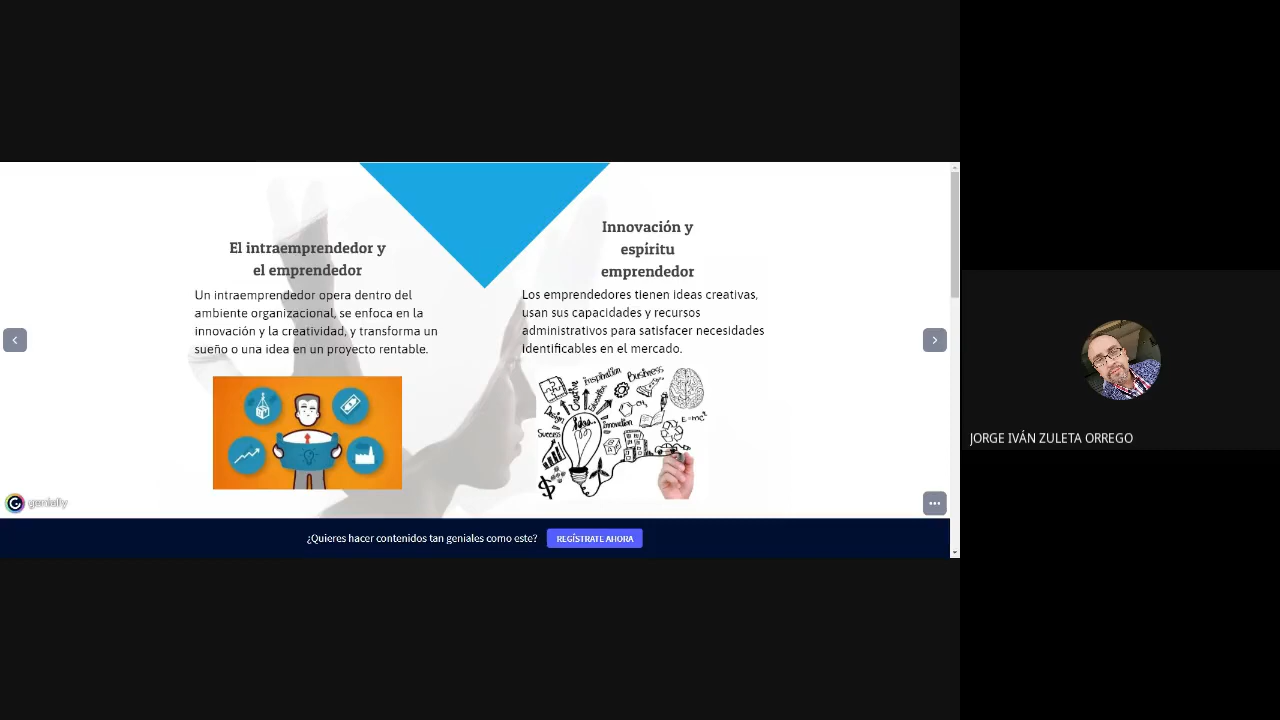 El intraemprendedor y
el emprendedor
Un intraemprendedor opera dentro del
ambiente organizacional, se enfoca en la
innovación y la creatividad, y transforma un
sueño o una idea en un proyecto rentable.
Innovación y
espíritu
emprendedor
Los emprendedores tienen ideas creativas,
usan sus capacidades y recursos
administrativos para satisfacer necesidades
identificables en el mercado.
Inspiration
Business
Design
Idea...
Innovation
E=mc²
Success
$
genially
¿Quieres hacer contenidos tan geniales como este?
REGÍSTRATE AHORA
JORGE IVÁN ZULETA ORREGO